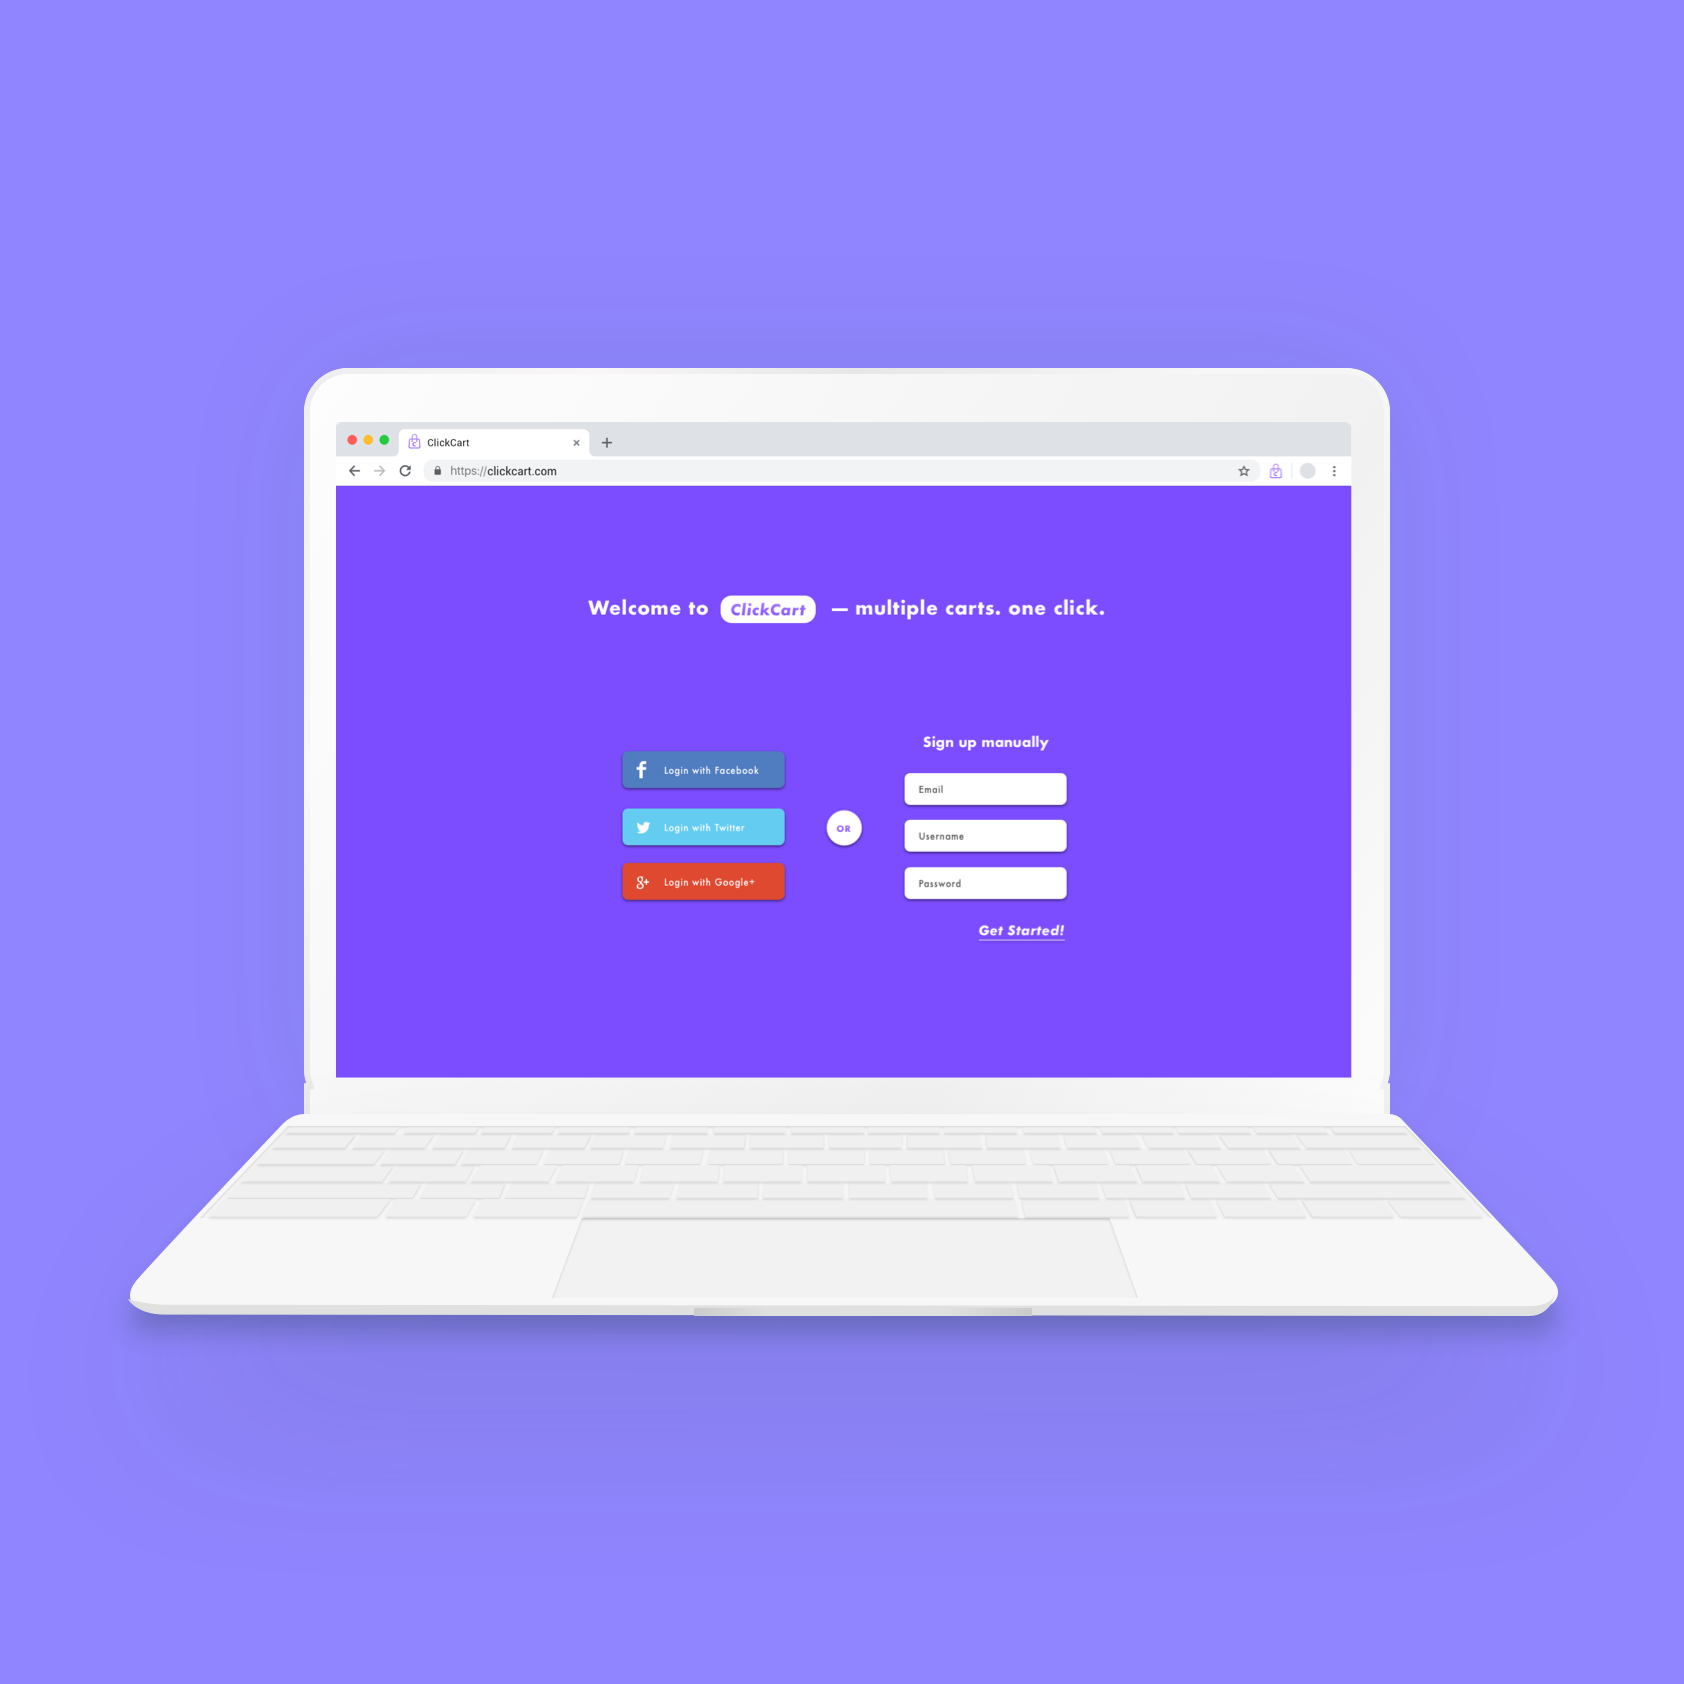 ClickCart
https://clickcart.com
Welcome to ClickCart — multiple carts. one click.
Login with Facebook
Login with Twitter
Login with Google+
OR
Sign up manually
Email
Username
Password
Get Started!